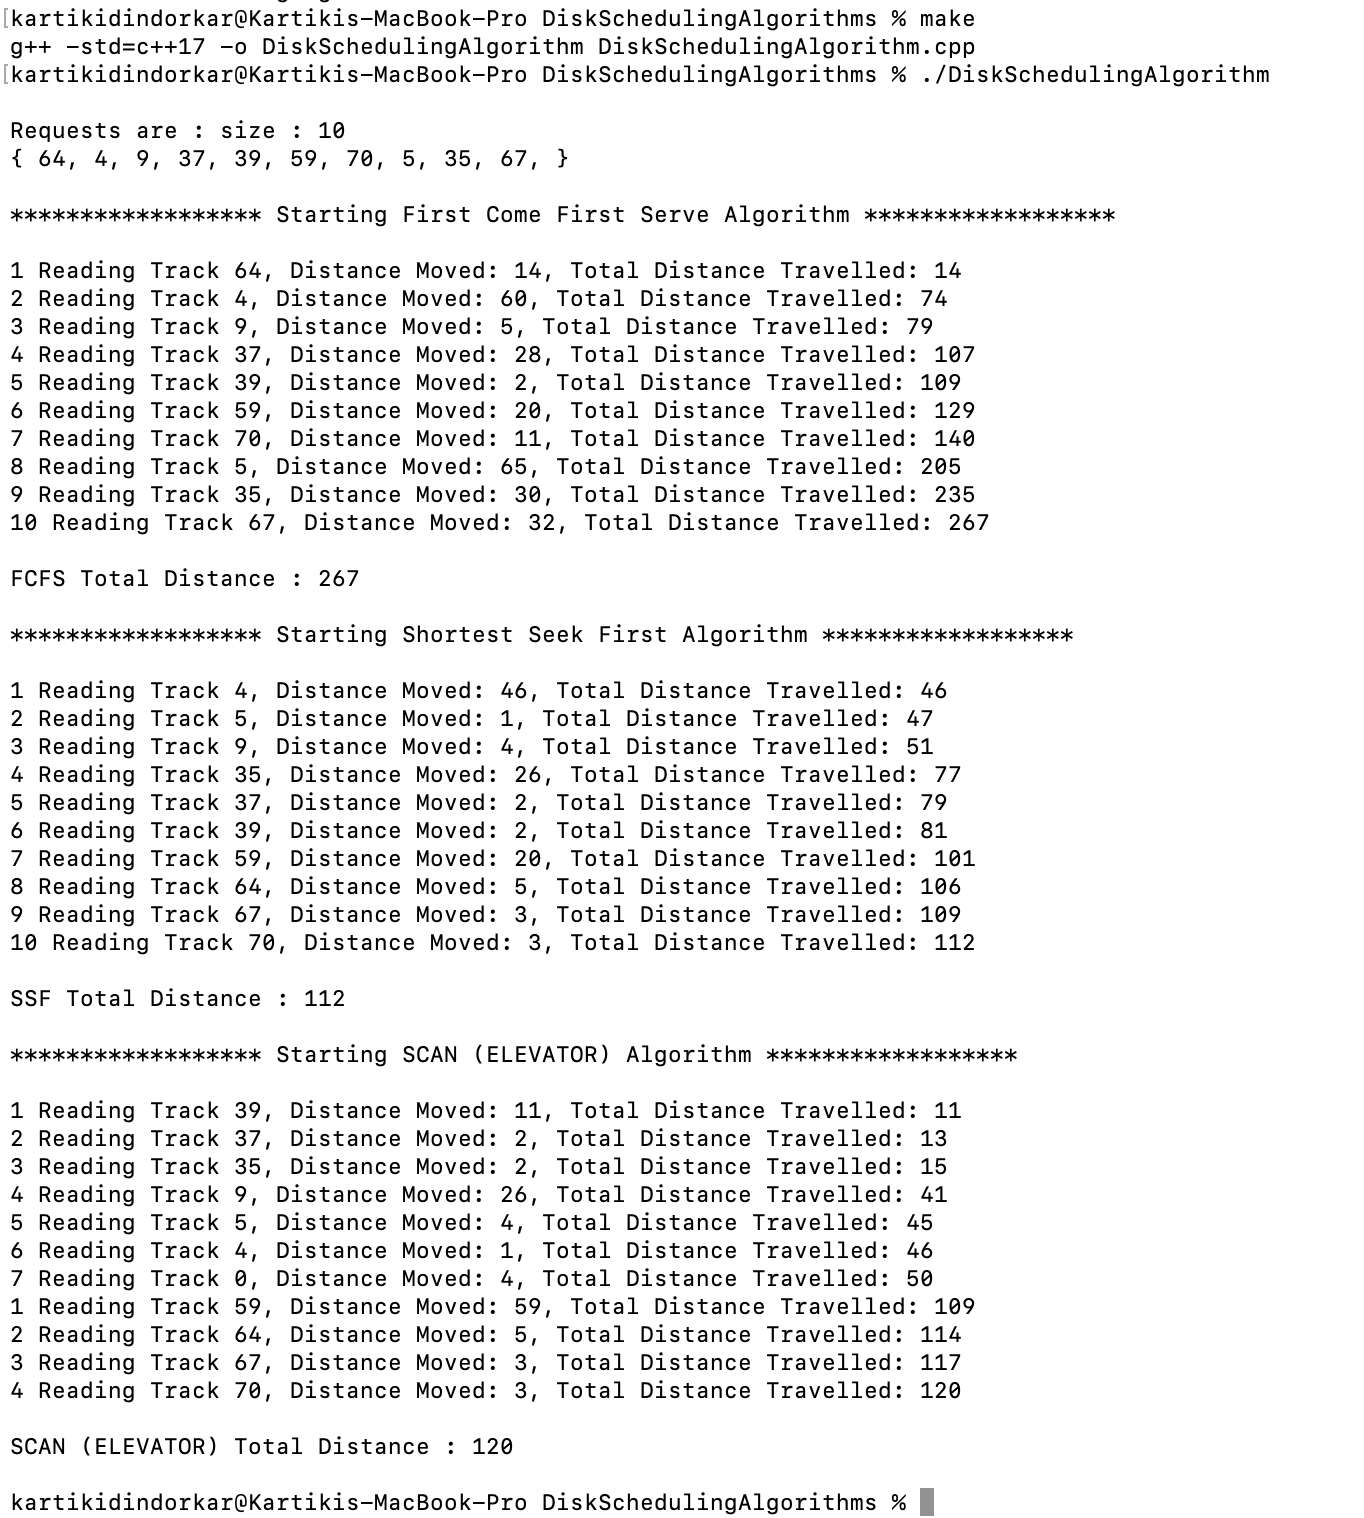 [kartikidindorkar@Kartikis-MacBook-Pro DiskSchedulingAlgorithms % make
g++ -std=c++17 -o DiskSchedulingAlgorithm DiskSchedulingAlgorithm.cpp
[kartikidindorkar@Kartikis-MacBook-Pro DiskSchedulingAlgorithms % ./DiskSchedulingAlgorithm
Requests are : size : 10
{ 64, 4, 9, 37, 39, 59, 70, 5, 35, 67, }
****************** Starting First Come First Serve Algorithm ******************
1 Reading Track 64, Distance Moved: 14, Total Distance Travelled: 14
2 Reading Track 4, Distance Moved: 60, Total Distance Travelled: 74
3 Reading Track 9, Distance Moved: 5, Total Distance Travelled: 79
4 Reading Track 37, Distance Moved: 28, Total Distance Travelled: 107
5 Reading Track 39, Distance Moved: 2, Total Distance Travelled: 109
6 Reading Track 59, Distance Moved: 20, Total Distance Travelled: 129
7 Reading Track 70, Distance Moved: 11, Total Distance Travelled: 140
8 Reading Track 5, Distance Moved: 65, Total Distance Travelled: 205
9 Reading Track 35, Distance Moved: 30, Total Distance Travelled: 235
10 Reading Track 67, Distance Moved: 32, Total Distance Travelled: 267
FCFS Total Distance : 267
****************** Starting Shortest Seek First Algorithm ******************
1 Reading Track 4, Distance Moved: 46, Total Distance Travelled: 46
2 Reading Track 5, Distance Moved: 1, Total Distance Travelled: 47
3 Reading Track 9, Distance Moved: 4, Total Distance Travelled: 51
4 Reading Track 35, Distance Moved: 26, Total Distance Travelled: 77
5 Reading Track 37, Distance Moved: 2, Total Distance Travelled: 79
6 Reading Track 39, Distance Moved: 2, Total Distance Travelled: 81
7 Reading Track 59, Distance Moved: 20, Total Distance Travelled: 101
8 Reading Track 64, Distance Moved: 5, Total Distance Travelled: 106
9 Reading Track 67, Distance Moved: 3, Total Distance Travelled: 109
10 Reading Track 70, Distance Moved: 3, Total Distance Travelled: 112
SSF Total Distance : 112
****************** Starting SCAN (ELEVATOR) Algorithm ******************
1 Reading Track 39, Distance Moved: 11, Total Distance Travelled: 11
2 Reading Track 37, Distance Moved: 2, Total Distance Travelled: 13
3 Reading Track 35, Distance Moved: 2, Total Distance Travelled: 15
4 Reading Track 9, Distance Moved: 26, Total Distance Travelled: 41
5 Reading Track 5, Distance Moved: 4, Total Distance Travelled: 45
6 Reading Track 4, Distance Moved: 1, Total Distance Travelled: 46
7 Reading Track 0, Distance Moved: 4, Total Distance Travelled: 50
1 Reading Track 59, Distance Moved: 59, Total Distance Travelled: 109
2 Reading Track 64, Distance Moved: 5, Total Distance Travelled: 114
3 Reading Track 67, Distance Moved: 3, Total Distance Travelled: 117
4 Reading Track 70, Distance Moved: 3, Total Distance Travelled: 120
SCAN (ELEVATOR) Total Distance : 120
kartikidindorkar@Kartikis-MacBook-Pro DiskSchedulingAlgorithms %